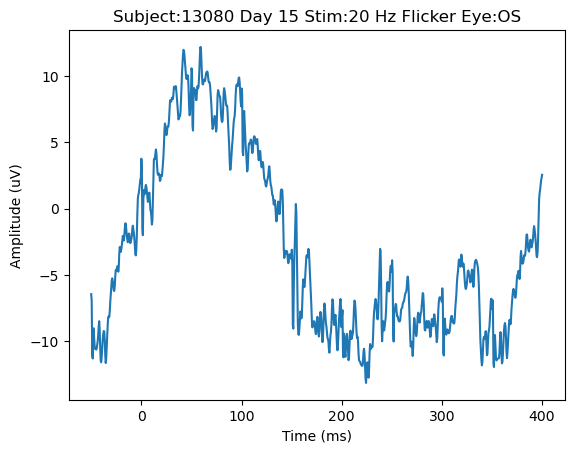 Subject:13080 Day 15 Stim:20 Hz Flicker Eye:OS
Amplitude (uV)
10
5
0
−5
−10
0 100 200 300 400
Time (ms)